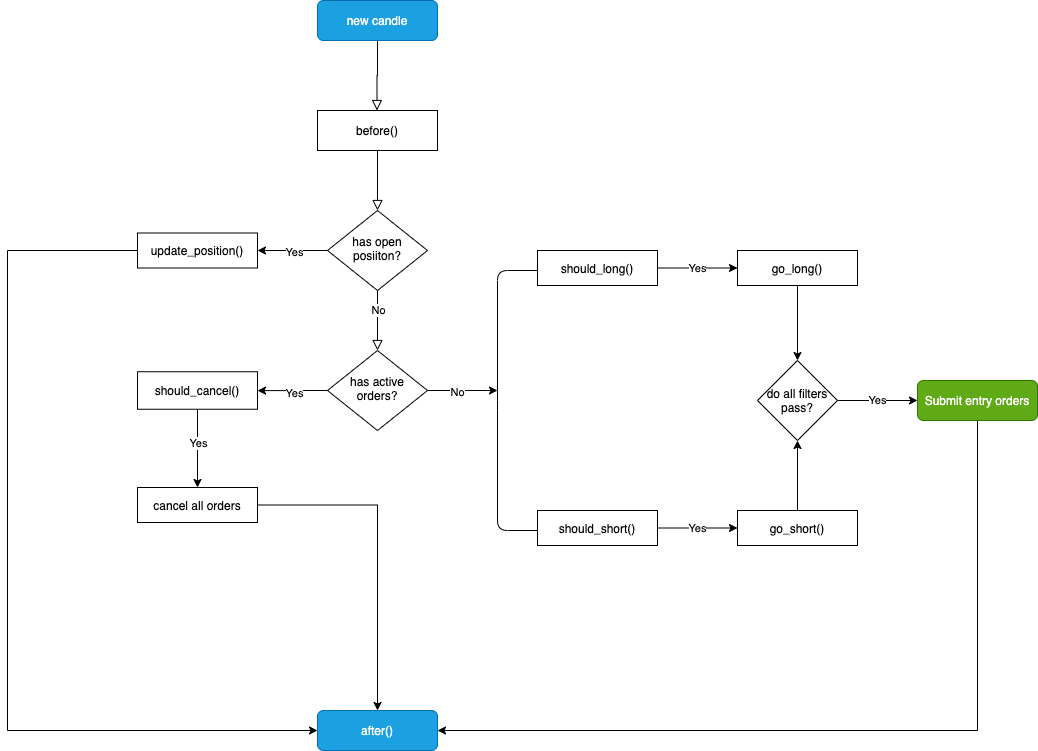 new candle
before()
has open
posiiton?
Yes
update_position()
No
has active
orders?
Yes
should_cancel()
Yes
cancel all orders
No
should_long()
Yes
go_long()
should_short()
Yes
go_short()
do all filters
pass?
Yes
Submit entry orders
after()